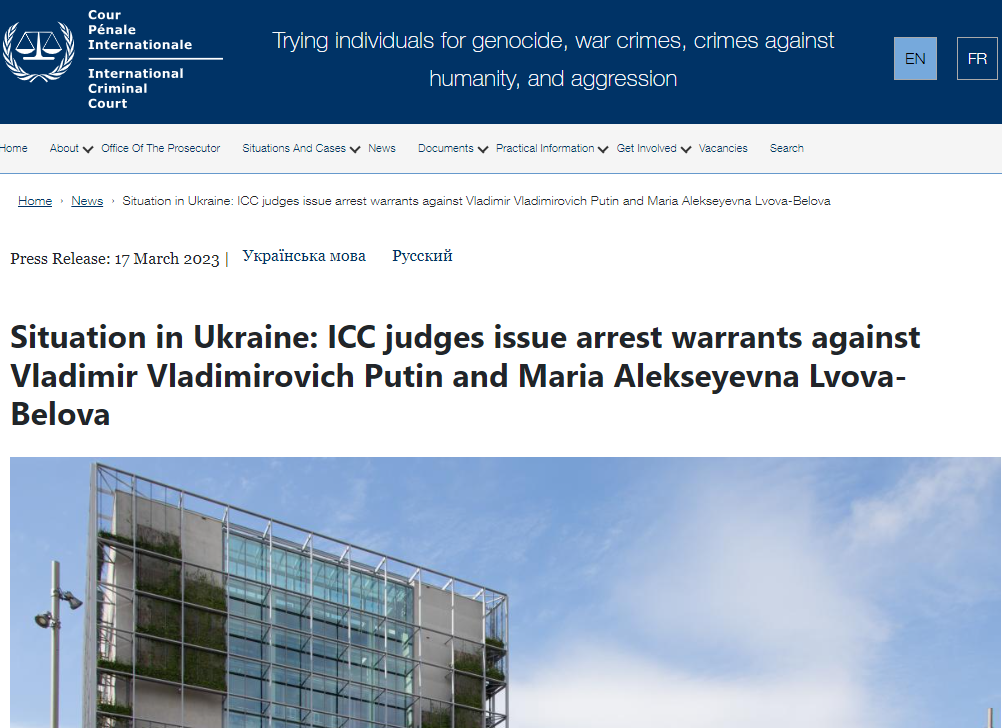 Cour
Pénale
Internationale
International
Criminal
Court
Trying individuals for genocide, war crimes, crimes against
humanity, and aggression
EN
FR
Home About Office Of The Prosecutor Situations And Cases News Documents Practical Information Get Involved Vacancies Search
Home › News › Situation in Ukraine: ICC judges issue arrest warrants against Vladimir Vladimirovich Putin and Maria Alekseyevna Lvova-Belova
Press Release: 17 March 2023 | Українська мова Русский
Situation in Ukraine: ICC judges issue arrest warrants against
Vladimir Vladimirovich Putin and Maria Alekseyevna Lvova-
Belova